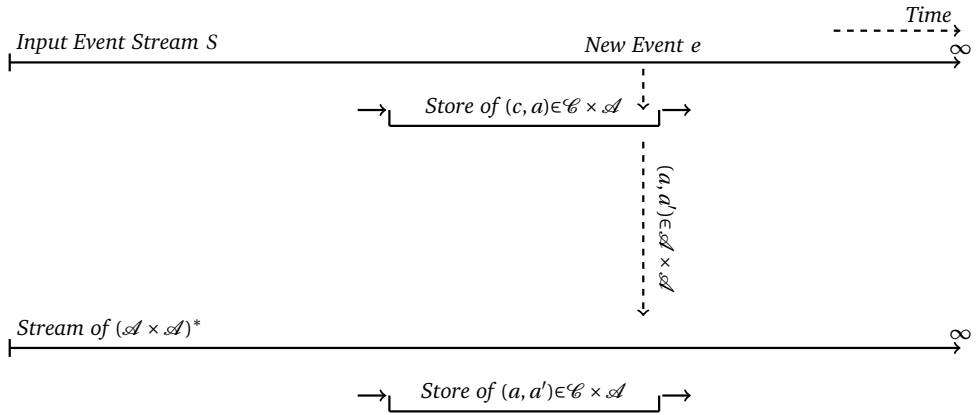 Time
Input Event Stream S
New Event e
∞
Store of (c, a)∈𝒞 × 𝒜
(a, a′)∈𝒜 × 𝒜
Stream of (𝒜 × 𝒜)*
∞
Store of (a, a′)∈𝒞 × 𝒜